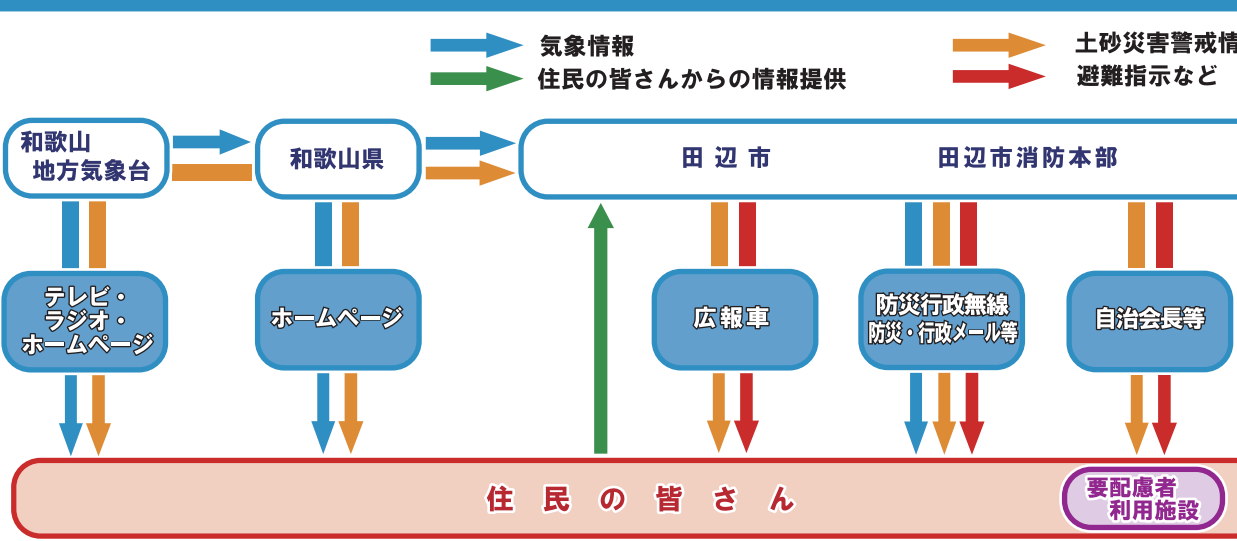 気象情報
住民の皆さんからの情報提供
土砂災害警戒情
避難指示など
和歌山
地方気象台
和歌山県
田辺市
田辺市消防本部
テレビ・
ラジオ・
ホームページ
ホームページ
広報車
防災行政無線
防災・行政メール等
自治会長等
住民の皆さん
要配慮者
利用施設